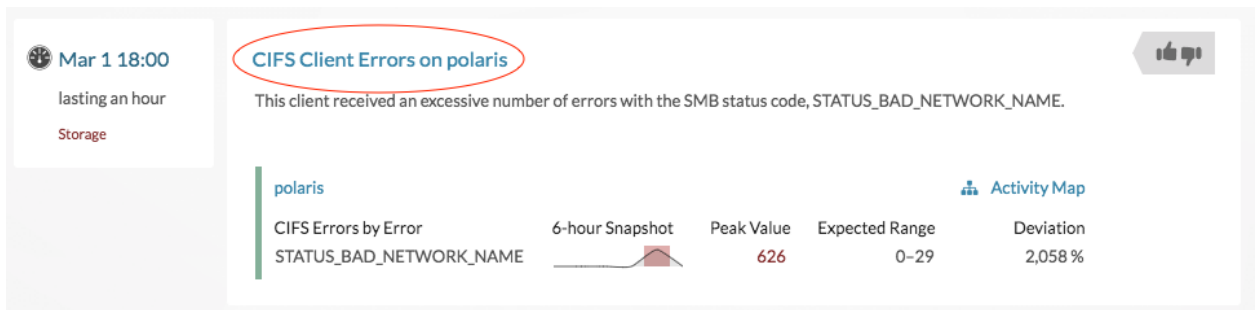 Mar 1 18:00
lasting an hour
Storage
CIFS Client Errors on polaris
This client received an excessive number of errors with the SMB status code, STATUS_BAD_NETWORK_NAME.
polaris
Activity Map
CIFS Errors by Error 6-hour Snapshot Peak Value Expected Range Deviation
STATUS_BAD_NETWORK_NAME 626 0–29 2,058 %